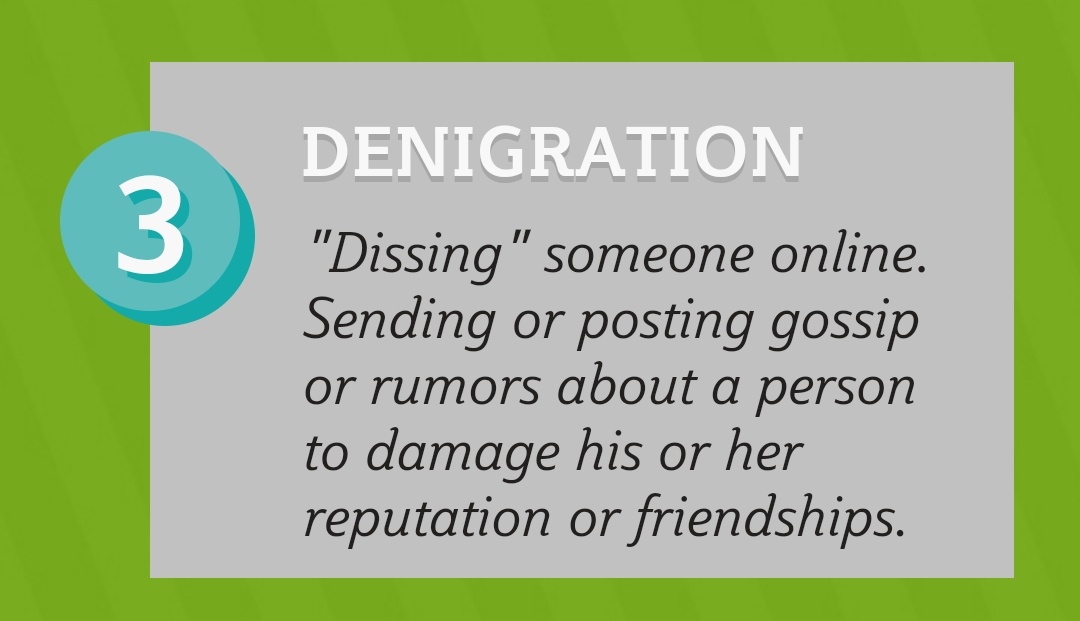 3
DENIGRATION
"Dissing" someone online.
Sending or posting gossip
or rumors about a person
to damage his or her
reputation or friendships.